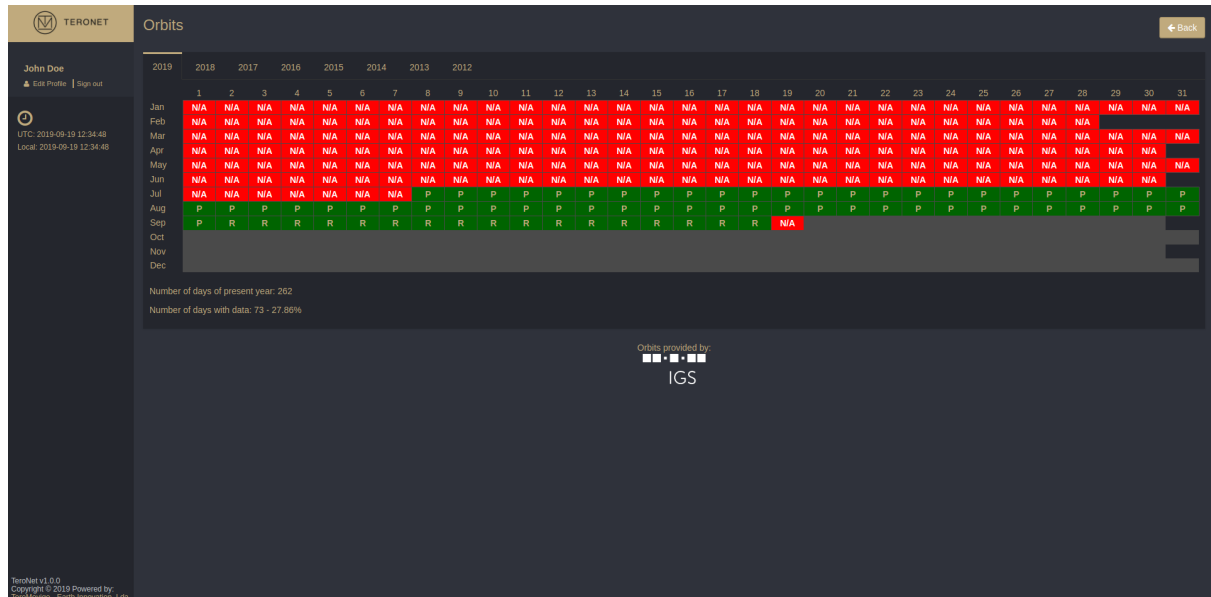 TERONET
Orbits
Back
John Doe
Edit Profile | Sign out
UTC: 2019-09-19 12:34:48
Local: 2019-09-19 12:34:48
2019 2018 2017 2016 2015 2014 2013 2012
1 2 3 4 5 6 7 8 9 10 11 12 13 14 15 16 17 18 19 20 21 22 23 24 25 26 27 28 29 30 31
Jan N/A N/A N/A N/A N/A N/A N/A N/A N/A N/A N/A N/A N/A N/A N/A N/A N/A N/A N/A N/A N/A N/A N/A N/A N/A N/A N/A N/A N/A N/A N/A
Feb N/A N/A N/A N/A N/A N/A N/A N/A N/A N/A N/A N/A N/A N/A N/A N/A N/A N/A N/A N/A N/A N/A N/A N/A N/A N/A N/A N/A
Mar N/A N/A N/A N/A N/A N/A N/A N/A N/A N/A N/A N/A N/A N/A N/A N/A N/A N/A N/A N/A N/A N/A N/A N/A N/A N/A N/A N/A N/A N/A N/A
Apr N/A N/A N/A N/A N/A N/A N/A N/A N/A N/A N/A N/A N/A N/A N/A N/A N/A N/A N/A N/A N/A N/A N/A N/A N/A N/A N/A N/A N/A N/A
May N/A N/A N/A N/A N/A N/A N/A N/A N/A N/A N/A N/A N/A N/A N/A N/A N/A N/A N/A N/A N/A N/A N/A N/A N/A N/A N/A N/A N/A N/A N/A
Jun N/A N/A N/A N/A N/A N/A N/A N/A N/A N/A N/A N/A N/A N/A N/A N/A N/A N/A N/A N/A N/A N/A N/A N/A N/A N/A N/A N/A N/A N/A
Jul N/A N/A N/A N/A N/A N/A N/A P P P P P P P P P P P P P P P P P P P P P P P P
Aug P P P P P P P P P P P P P P P P P P P P P P P P P P P P P P P
Sep P R R R R R R R R R R R R R R R R R N/A
Oct
Nov
Dec
Number of days of present year: 262
Number of days with data: 73 - 27.86%
Orbits provided by:
IGS
TeroNet v1.0.0
Copyright © 2019 Powered by: